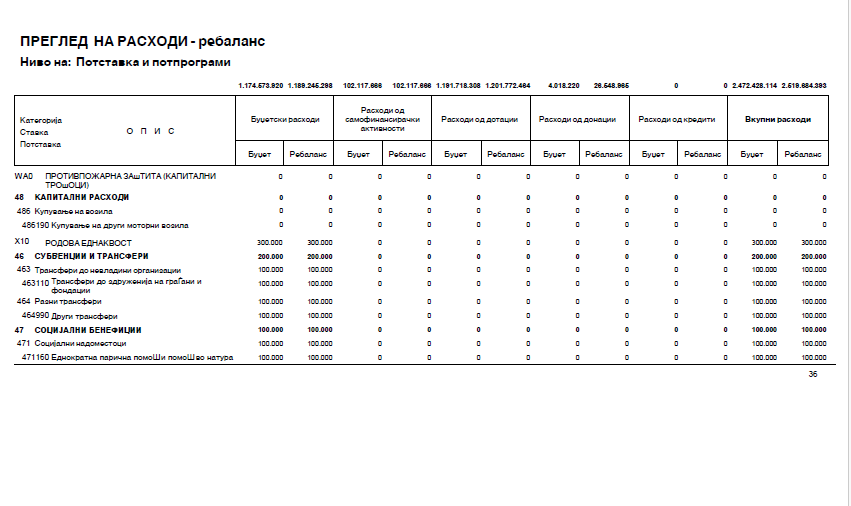 ПРЕГЛЕД НА РАСХОДИ - ребаланс
Ниво на: Потставка и потпрограми
1.174.573.920 1.189.245.298 102.117.666 102.117.666 1.191.718.308 1.201.772.464 4.018.220 26.548.965 0 0 2.472.428.114 2.519.684.393
Категорија
Ставка
Потставка
О П И С
Буџетски расходи
Расходи од
самофинансирачки
активности
Расходи од дотации
Расходи од донации
Расходи од кредити
Вкупни расходи
Буџет Ребаланс Буџет Ребаланс Буџет Ребаланс Буџет Ребаланс Буџет Ребаланс Буџет Ребаланс
WA0 ПРОТИВПОЖАРНА ЗАшТИТА (КАПИТАЛНИ 0 0 0 0 0 0 0 0 0 0 0 0
ТРОшОЦИ)
48 КАПИТАЛНИ РАСХОДИ 0 0 0 0 0 0 0 0 0 0 0 0
486 Купување на возила 0 0 0 0 0 0 0 0 0 0 0 0
486190 Купување на други моторни возила 0 0 0 0 0 0 0 0 0 0 0 0
X10 РОДОВА ЕДНАКВОСТ 300.000 300.000 0 0 0 0 0 0 0 0 300.000 300.000
46 СУБВЕНЦИИ И ТРАНСФЕРИ 200.000 200.000 0 0 0 0 0 0 0 0 200.000 200.000
463 Трансфери до невладини организации 100.000 100.000 0 0 0 0 0 0 0 0 100.000 100.000
463110 Трансфери до здруженија на граѓани и 100.000 100.000 0 0 0 0 0 0 0 0 100.000 100.000
фондации
464 Разни трансфери 100.000 100.000 0 0 0 0 0 0 0 0 100.000 100.000
464990 Други трансфери 100.000 100.000 0 0 0 0 0 0 0 0 100.000 100.000
47 СОЦИЈАЛНИ БЕНЕФИЦИИ 100.000 100.000 0 0 0 0 0 0 0 0 100.000 100.000
471 Социјални надоместоци 100.000 100.000 0 0 0 0 0 0 0 0 100.000 100.000
471160 Еднократна парична помоШи помоШво натура 100.000 100.000 0 0 0 0 0 0 0 0 100.000 100.000
36